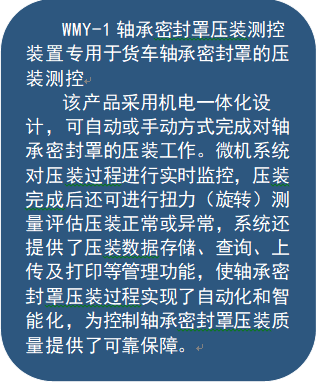 WMY-1轴承密封罩压装测控
装置专用于货车轴承密封罩的压
装测控
该产品采用机电一体化设
计，可自动或手动方式完成对轴
承密封罩的压装工作。微机系统
对压装过程进行实时监控，压装
完成后还可进行扭力（旋转）测
量评估压装正常或异常，系统还
提供了压装数据存储、查询、上
传及打印等管理功能，使轴承密
封罩压装过程实现了自动化和智
能化，为控制轴承密封罩压装质
量提供了可靠保障。